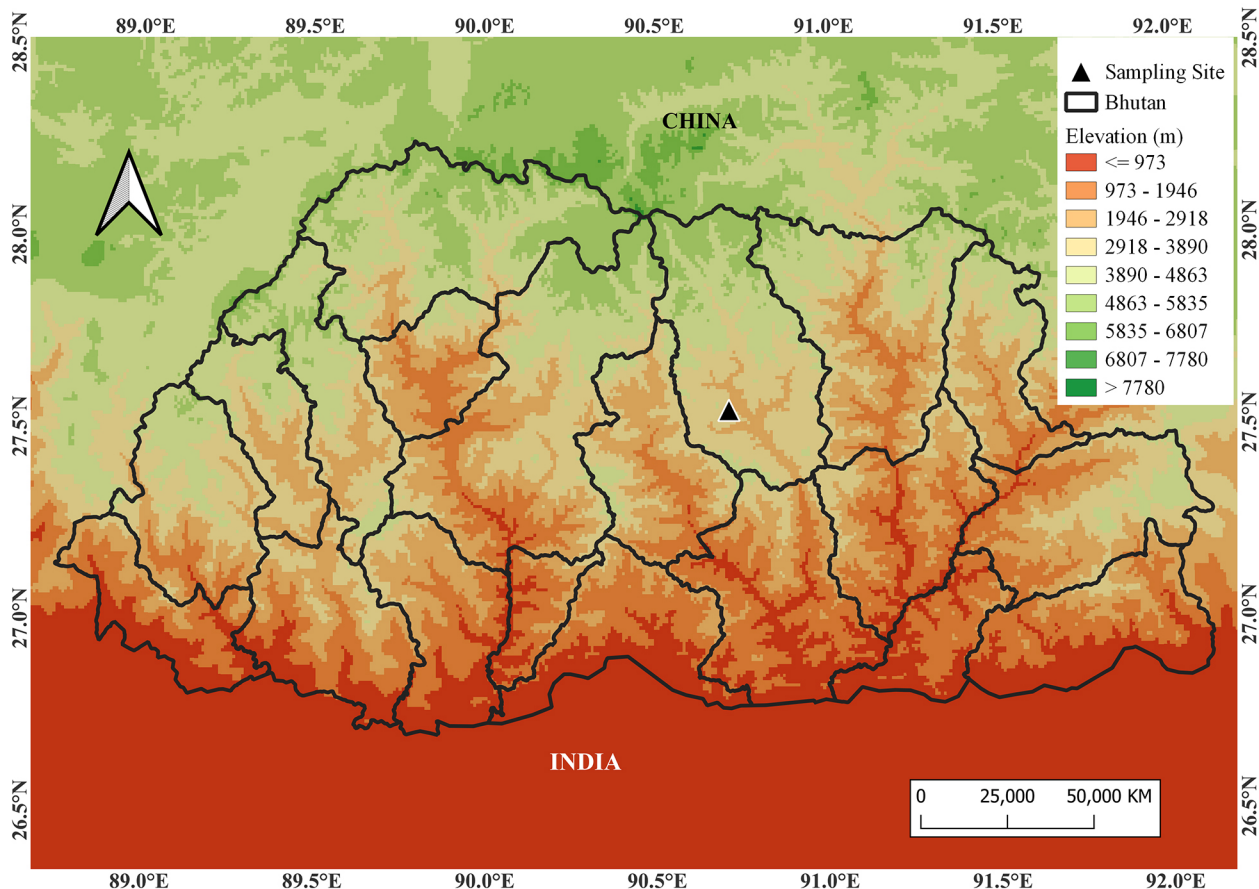 89.0°E 89.5°E 90.0°E 90.5°E 91.0°E 91.5°E 92.0°E
28.5°N
28.5°N
Sampling Site
Bhutan
Elevation (m)
<= 973
973 - 1946
1946 - 2918
2918 - 3890
3890 - 4863
4863 - 5835
5835 - 6807
6807 - 7780
> 7780
CHINA
28.0°N
28.0°N
27.5°N
27.5°N
27.0°N
27.0°N
INDIA
26.5°N
26.5°N
0 25,000 50,000 KM
89.0°E 89.5°E 90.0°E 90.5°E 91.0°E 91.5°E 92.0°E